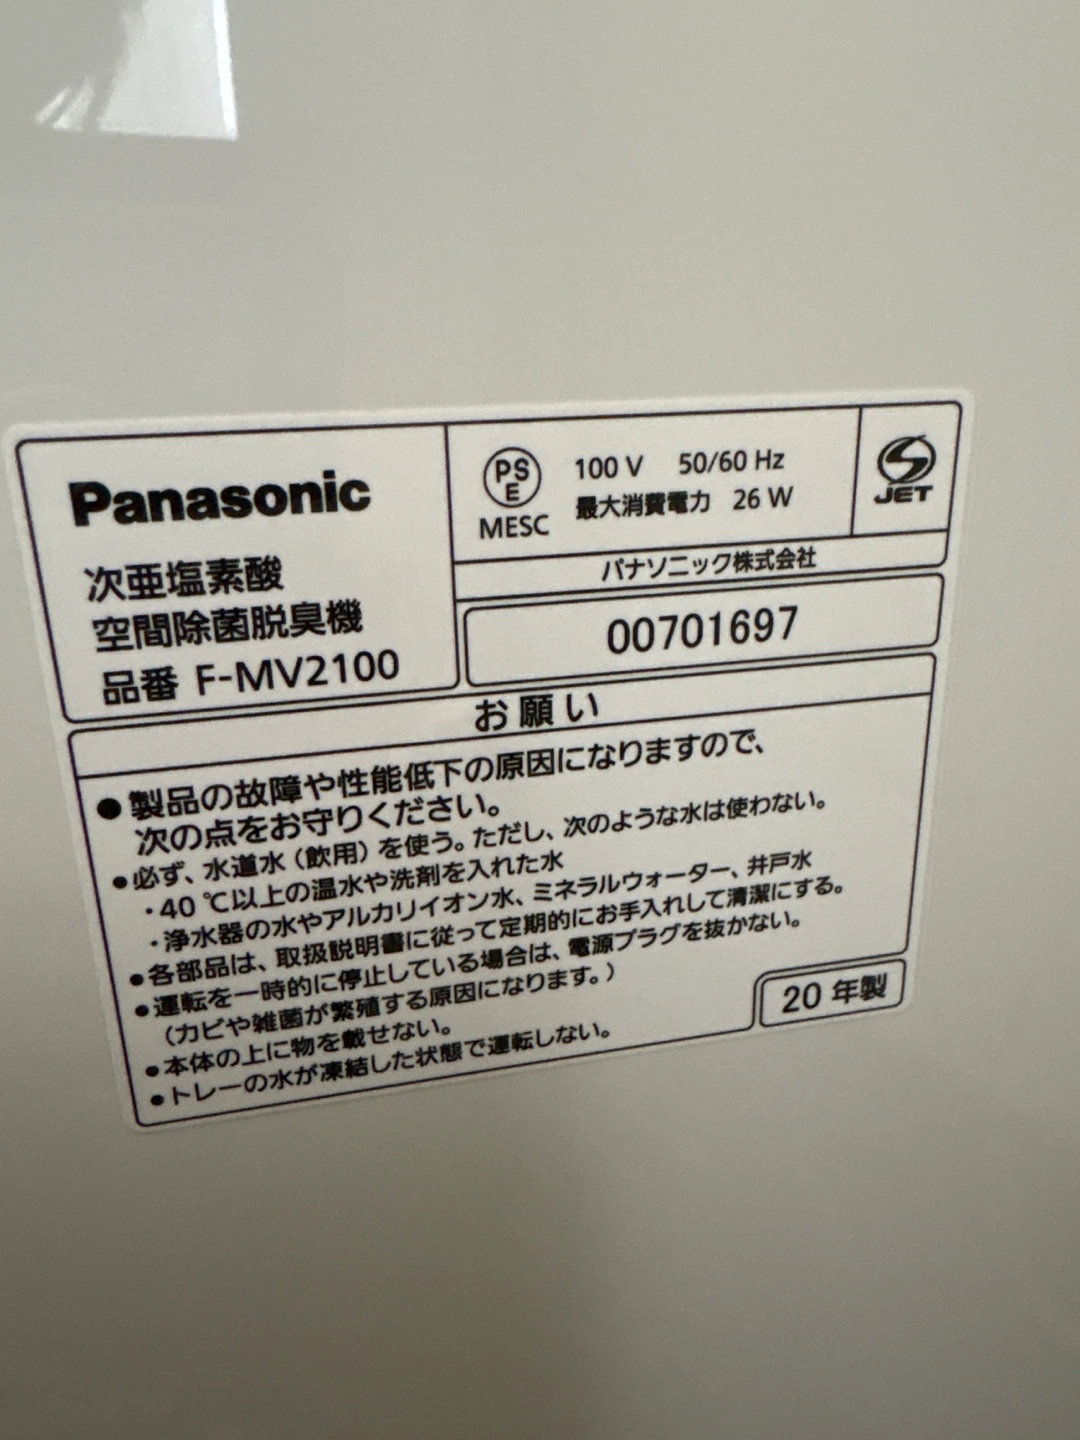 Panasonic
次亜塩素酸
空間除菌脱臭機
品番 F-MV2100
PS
E
MESC
100 V 50/60 Hz
最大消費電力 26 W
JET
パナソニック株式会社
00701697
お願い
●製品の故障や性能低下の原因になりますので、
次の点をお守りください。
●必ず、水道水（飲用）を使う。ただし、次のような水は使わない。
・40 ℃以上の温水や洗剤を入れた水
・浄水器の水やアルカリイオン水、ミネラルウォーター、井戸水
●各部品は、取扱説明書に従って定期的にお手入れして清潔にする。
●運転を一時的に停止している場合は、電源プラグを抜かない。
（カビや雑菌が繁殖する原因になります。）
●本体の上に物を載せない。
●トレーの水が凍結した状態で運転しない。
20 年製